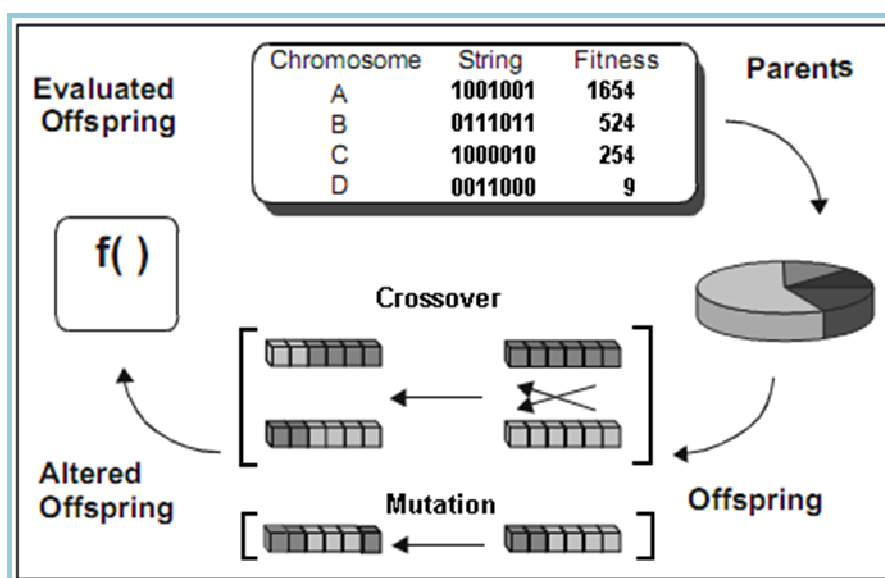 Chromosome String Fitness
A 1001001 1654
B 0111011 524
C 1000010 254
D 0011000 9
Parents
Evaluated
Offspring
f( )
Crossover
Altered
Offspring
Mutation
Offspring